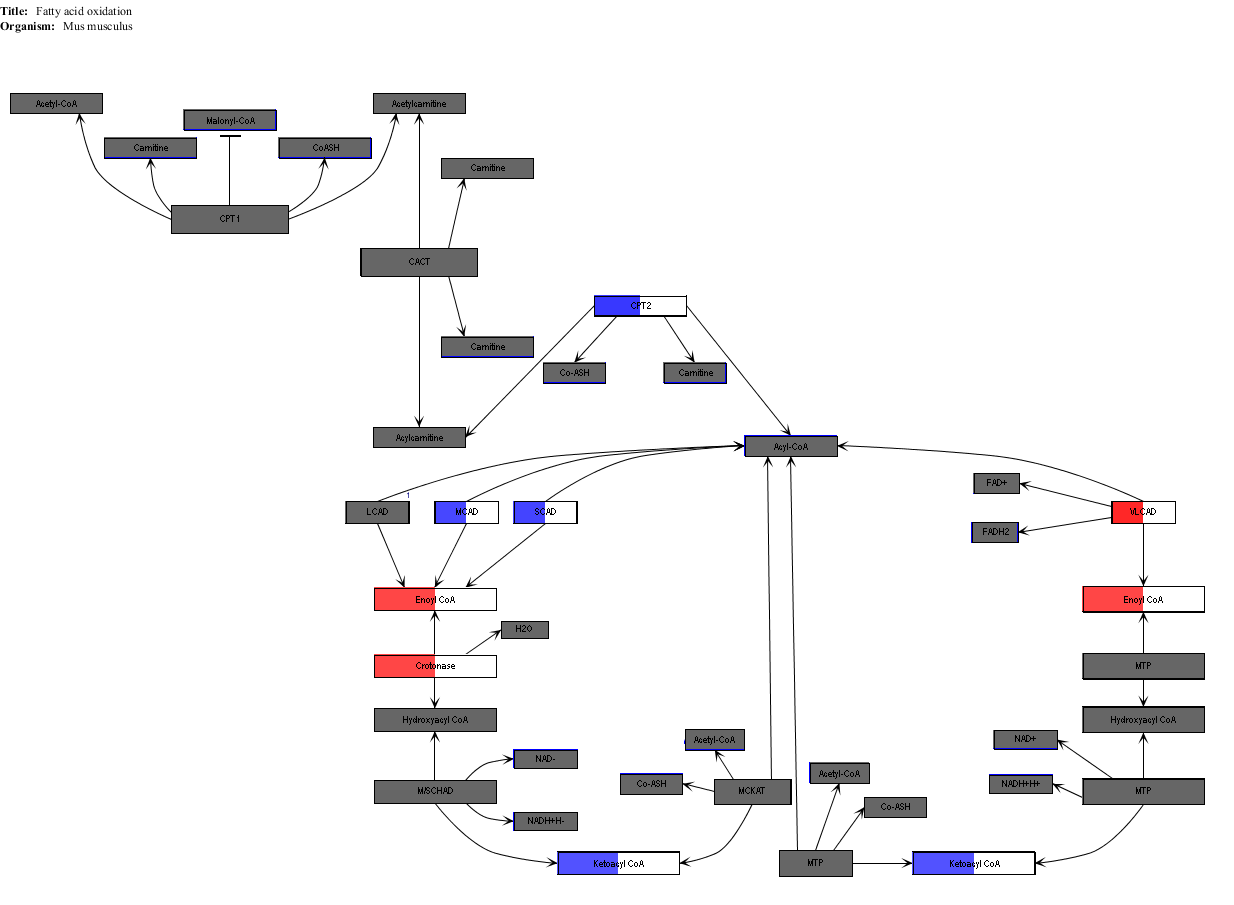 Title: Fatty acid oxidation
Organism: Mus musculus
Acetyl-CoA
Acetylcarnitine
Malonyl-CoA
Carnitine
CoASH
Carnitine
CPT1
CACT
CPT2
Carnitine
Co-ASH
Carnitine
Acylcarnitine
Acyl-CoA
FAD+
1
LCAD
MCAD
SCAD
VLCAD
FADH2
Enoyl CoA
Enoyl CoA
H2O
Crotonase
MTP
Hydroxyacyl CoA
Hydroxyacyl CoA
Acetyl-CoA
NAD+
NAD-
Acetyl-CoA
Co-ASH
NADH+H+
M/SCHAD
MCKAT
MTP
Co-ASH
NADH+H-
Ketoacyl CoA
MTP
Ketoacyl CoA